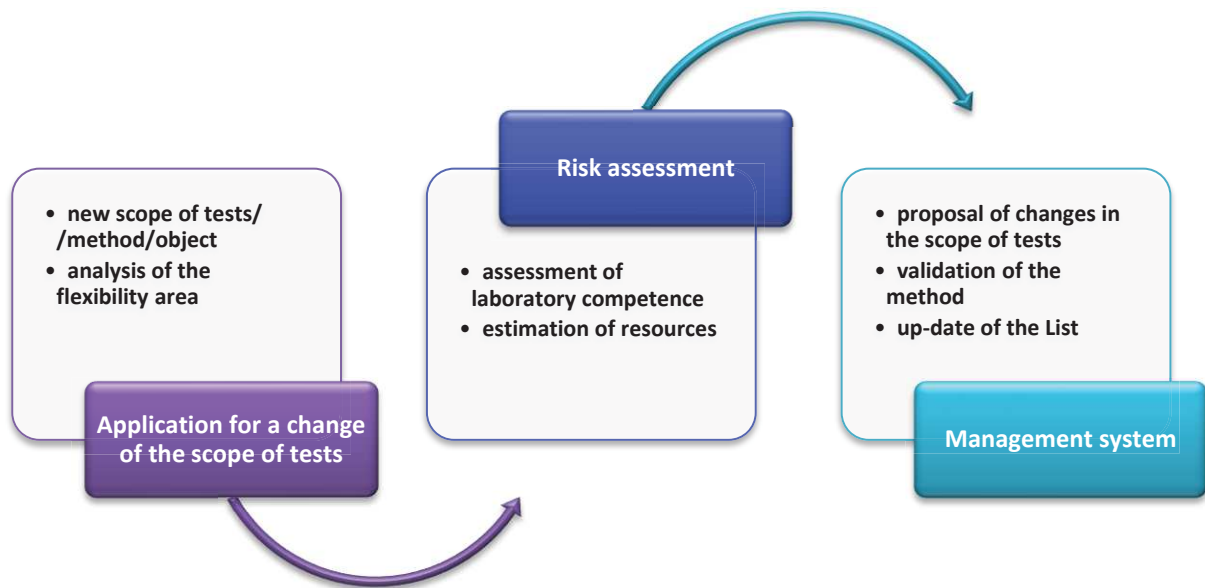 • new scope of tests/
/method/object
• analysis of the
flexibility area
Application for a change
of the scope of tests
Risk assessment
• assessment of
laboratory competence
• estimation of resources
• proposal of changes in
the scope of tests
• validation of the
method
• up-date of the List
Management system